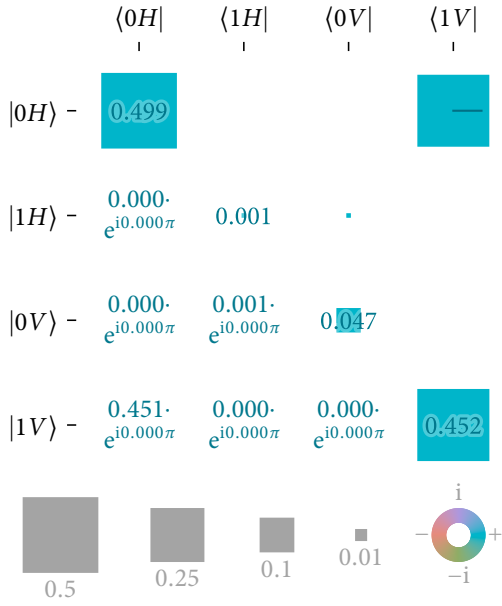 ⟨0H| ⟨1H| ⟨0V| ⟨1V|
|0H⟩ 0.499
|1H⟩ 0.000· e^{i0.000π} 0.001
|0V⟩ 0.000· e^{i0.000π} 0.001· e^{i0.000π} 0.047
|1V⟩ 0.451· e^{i0.000π} 0.000· e^{i0.000π} 0.000· e^{i0.000π} 0.452
0.5 0.25 0.1 0.01
i
− +
−i